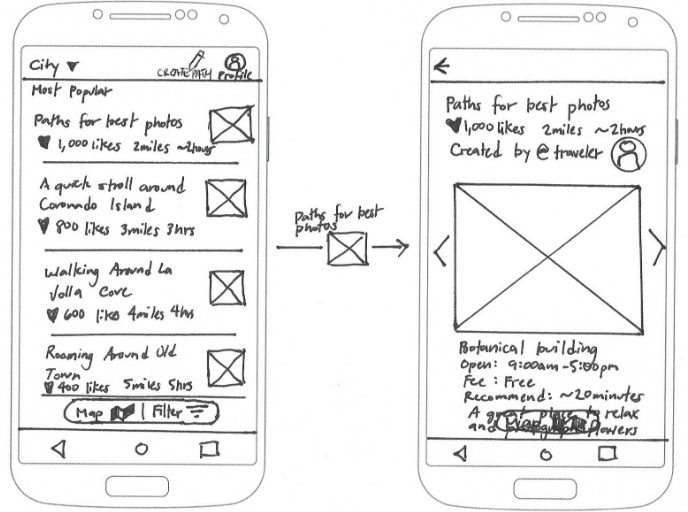 City
CREATE PATH
Profile
Most Popular
Paths for best photos
1,000 likes 2miles ~2hours
A quick stroll around
Coronado Island
800 likes 3miles 3hrs
Walking Around La
Jolla Cove
600 likes 4miles 4hrs
Roaming Around Old
Town
400 likes 5miles 5hrs
Map | Filter
Paths for best
photos
Paths for best photos
1,000 likes 2miles ~2hours
Created by @traveler
Botanical building
Open: 9:00am-5:00pm
Fee: Free
Recommend: ~20minutes
A great place to relax
and photograph flowers
Map